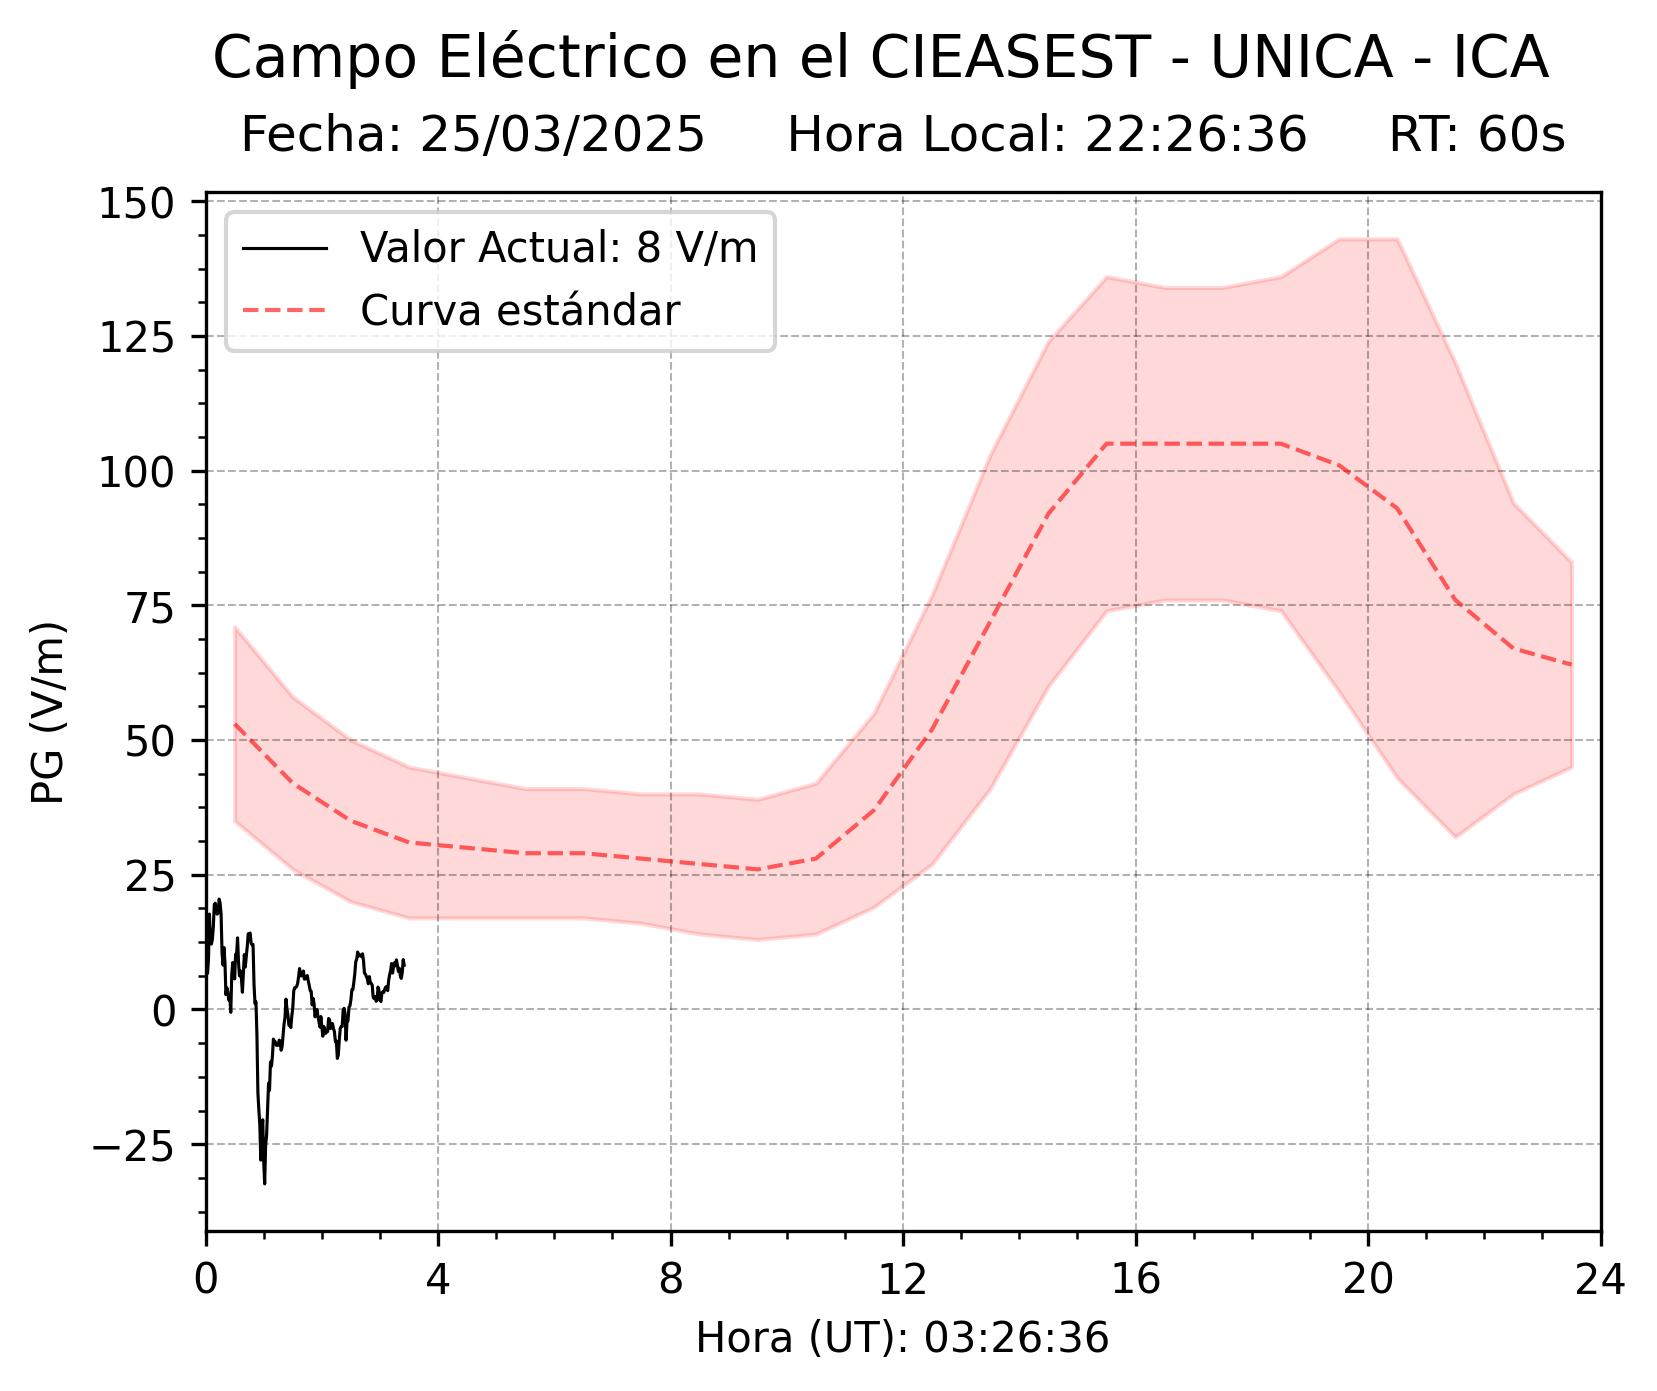 Campo Eléctrico en el CIEASEST - UNICA - ICA
Fecha: 25/03/2025 Hora Local: 22:26:36 RT: 60s
Valor Actual: 8 V/m
Curva estándar
PG (V/m)
150
125
100
75
50
25
0
−25
0 4 8 12 16 20 24
Hora (UT): 03:26:36